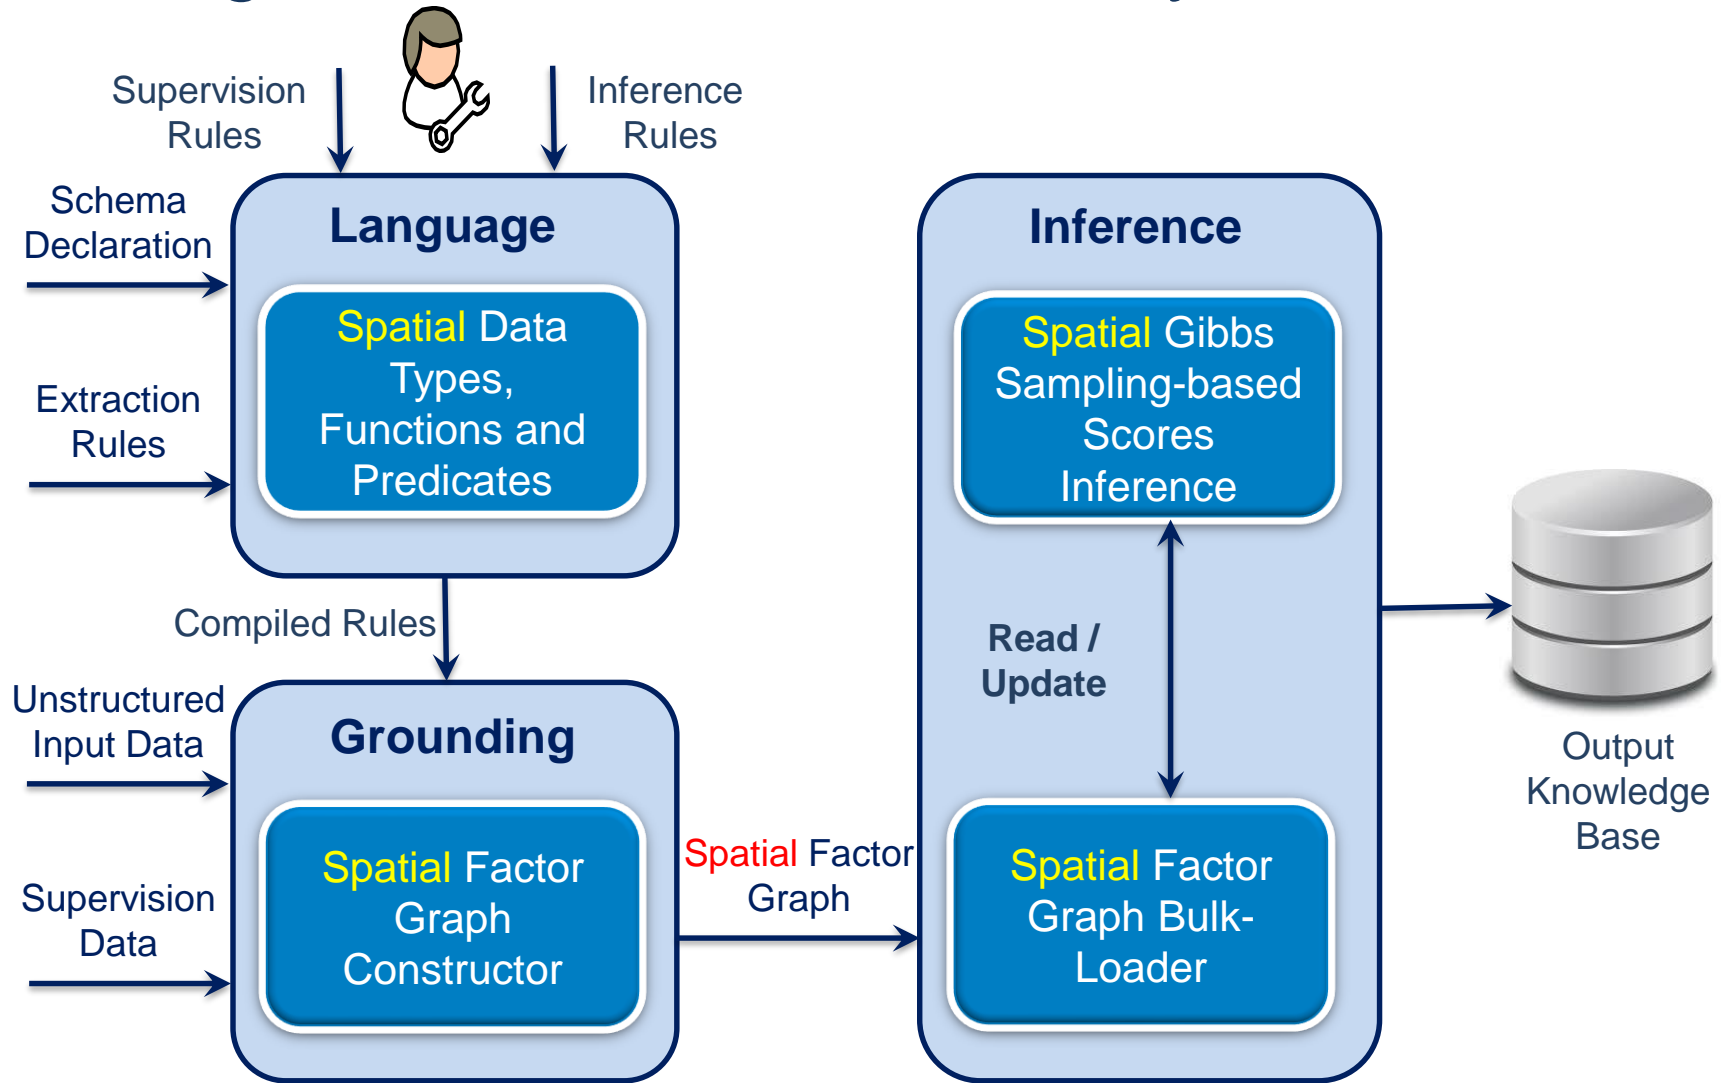 Supervision
Rules
Inference
Rules
Schema
Declaration
Extraction
Rules
Language
Spatial Data
Types,
Functions and
Predicates
Compiled Rules
Unstructured
Input Data
Supervision
Data
Grounding
Spatial Factor
Graph
Constructor
Spatial Factor
Graph
Inference
Spatial Gibbs
Sampling-based
Scores
Inference
Read /
Update
Spatial Factor
Graph Bulk-
Loader
Output
Knowledge
Base